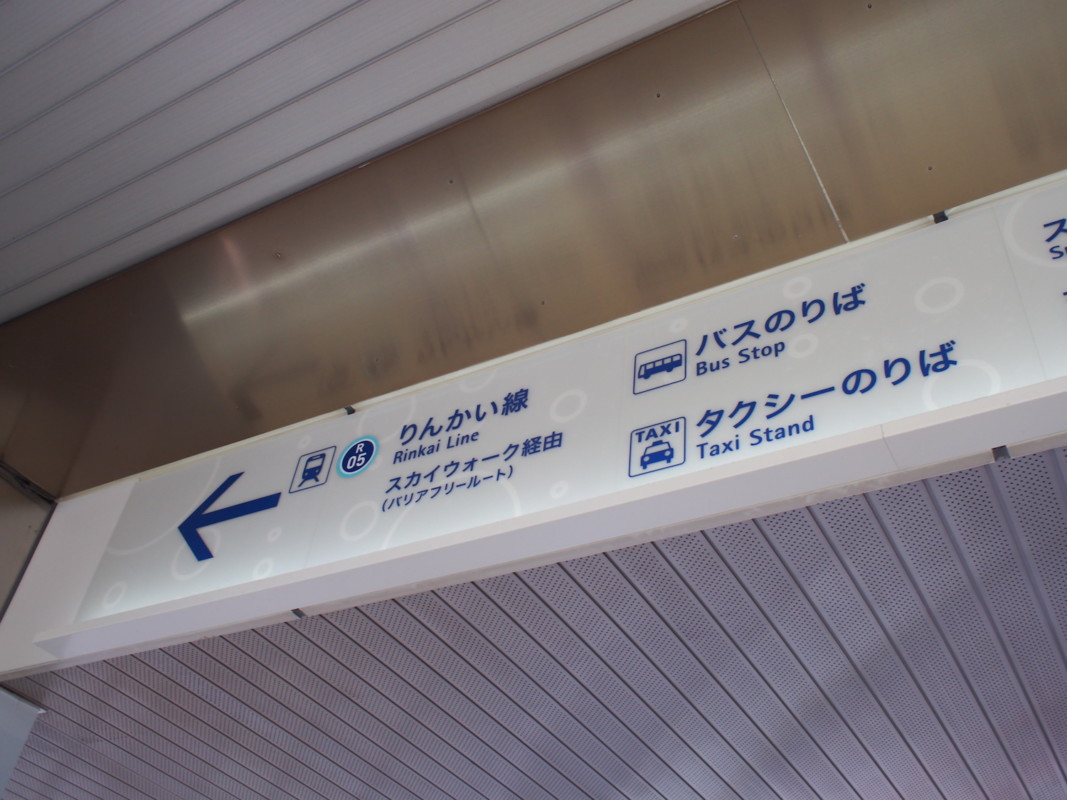 R
05
りんかい線
Rinkai Line
スカイウォーク経由
(バリアフリールート)
バスのりば
Bus Stop
TAXI
タクシーのりば
Taxi Stand
ス